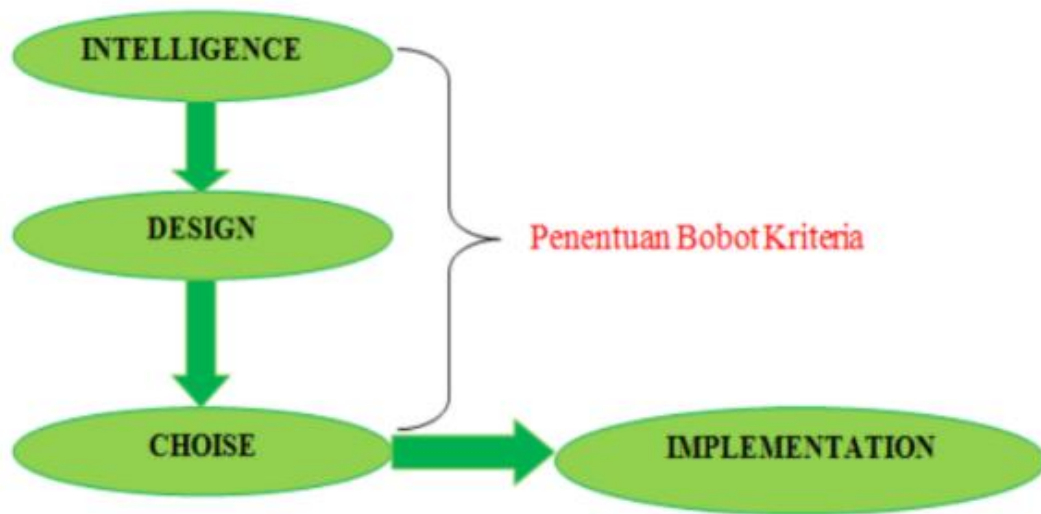 INTELLIGENCE
DESIGN
Penentuan Bobot Kriteria
CHOISE
IMPLEMENTATION